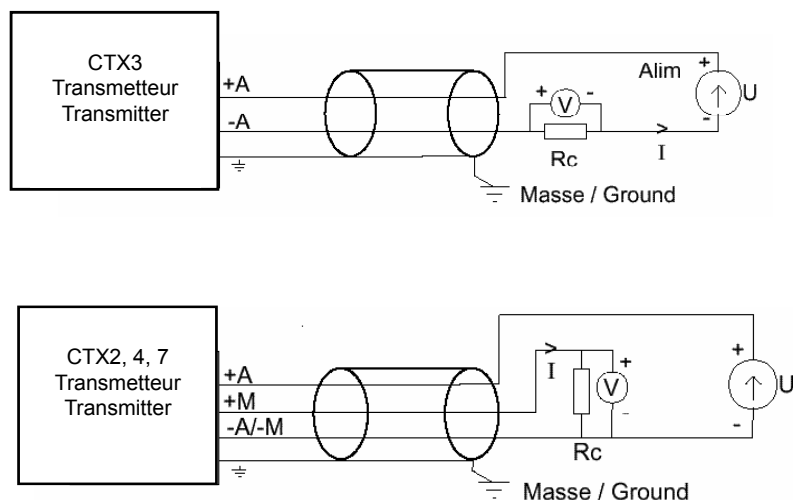 CTX3
Transmetteur
Transmitter
+A
-A
+ V -
Rc
I
Alim
+
U
-
Masse / Ground
CTX2, 4, 7
Transmetteur
Transmitter
+A
+M
-A/-M
I
+
V
-
Rc
+
U
-
Masse / Ground